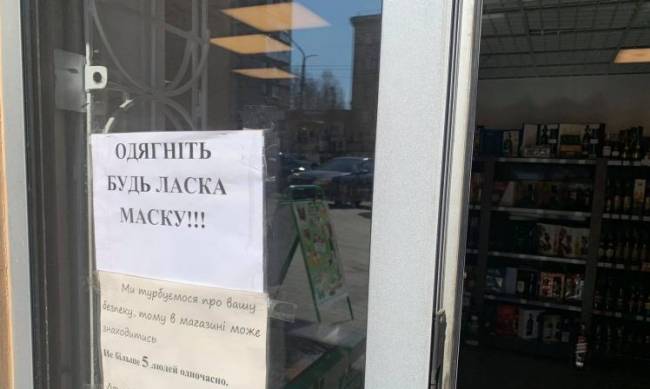 ОДЯГНІТЬ
БУДЬ ЛАСКА
МАСКУ!!!
Ми турбуємося про вашу
безпеку, тому в магазині може
знаходитись
Не більше 5 людей одночасно.